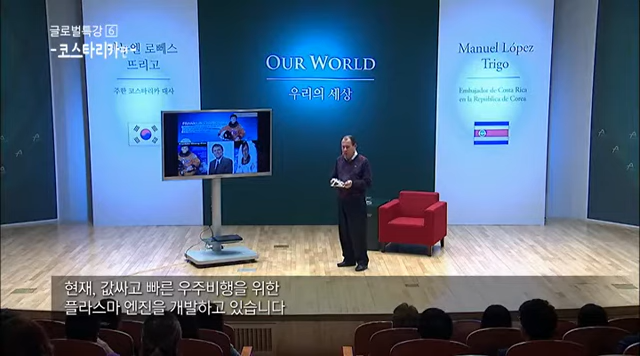 글로벌특강 6
-코스타리카편-
로뻬스
뜨리고
주한 코스타리카 대사
OUR WORLD
우리의 세상
Manuel López
Trigo
Embajador de Costa Rica
en la República de Corea
현재, 값싸고 빠른 우주비행을 위한
플라스마 엔진을 개발하고 있습니다